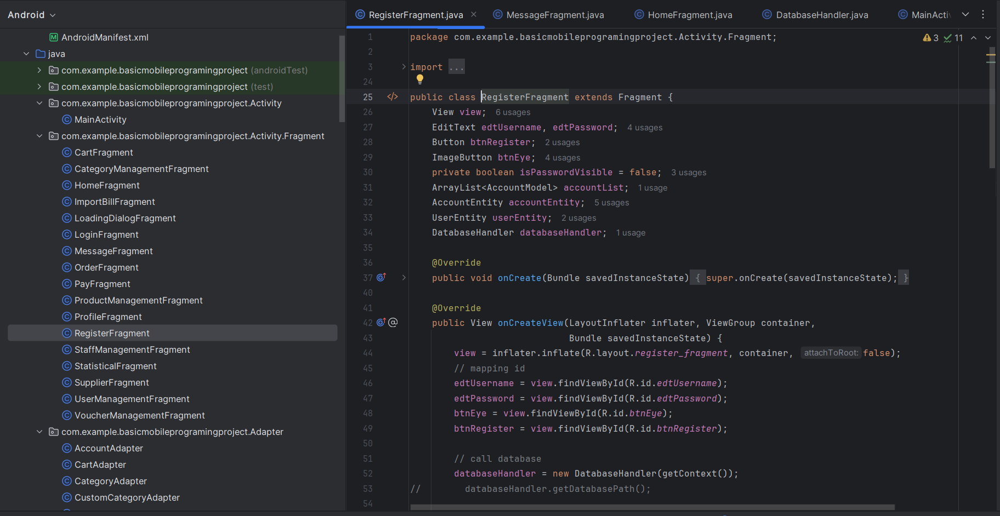 Android
AndroidManifest.xml
java
com.example.basicmobileprogramingproject (androidTest)
com.example.basicmobileprogramingproject (test)
com.example.basicmobileprogramingproject.Activity
MainActivity
com.example.basicmobileprogramingproject.Activity.Fragment
CartFragment
CategoryManagementFragment
HomeFragment
ImportBillFragment
LoadingDialogFragment
LoginFragment
MessageFragment
OrderFragment
PayFragment
ProductManagementFragment
ProfileFragment
RegisterFragment
StaffManagementFragment
StatisticalFragment
SupplierFragment
UserManagementFragment
VoucherManagementFragment
com.example.basicmobileprogramingproject.Adapter
AccountAdapter
CartAdapter
CategoryAdapter
CustomCategoryAdapter
RegisterFragment.java MessageFragment.java HomeFragment.java DatabaseHandler.java MainActi
3 11
1 package com.example.basicmobileprogramingproject.Activity.Fragment;
2
3 import ...
24
25 public class RegisterFragment extends Fragment {
26 View view; 6 usages
27 EditText edtUsername, edtPassword; 4 usages
28 Button btnRegister; 2 usages
29 ImageButton btnEye; 4 usages
30 private boolean isPasswordVisible = false; 3 usages
31 ArrayList<AccountModel> accountList; 1 usage
32 AccountEntity accountEntity; 5 usages
33 UserEntity userEntity; 2 usages
34 DatabaseHandler databaseHandler; 1 usage
35
36 @Override
37 public void onCreate(Bundle savedInstanceState) { super.onCreate(savedInstanceState); }
40
41 @Override
42 public View onCreateView(LayoutInflater inflater, ViewGroup container,
43 Bundle savedInstanceState) {
44 view = inflater.inflate(R.layout.register_fragment, container, attachToRoot: false);
45 // mapping id
46 edtUsername = view.findViewById(R.id.edtUsername);
47 edtPassword = view.findViewById(R.id.edtPassword);
48 btnEye = view.findViewById(R.id.btnEye);
49 btnRegister = view.findViewById(R.id.btnRegister);
50
51 // call database
52 databaseHandler = new DatabaseHandler(getContext());
53 // databaseHandler.getDatabasePath();
54